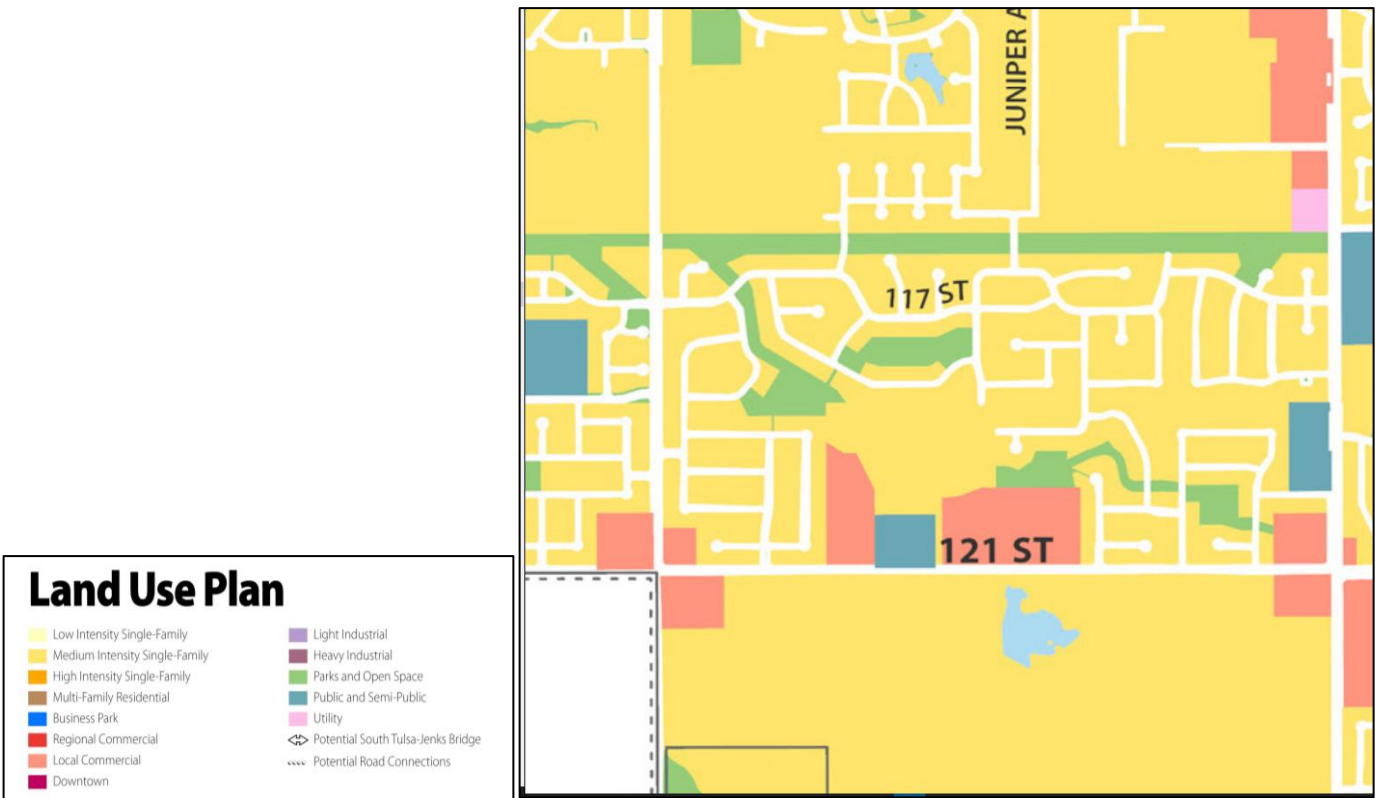 JUNIPER A
117 ST
121 ST
Land Use Plan
Low Intensity Single-Family
Medium Intensity Single-Family
High Intensity Single-Family
Multi-Family Residential
Business Park
Regional Commercial
Local Commercial
Downtown
Light Industrial
Heavy Industrial
Parks and Open Space
Public and Semi-Public
Utility
Potential South Tulsa-Jenks Bridge
Potential Road Connections